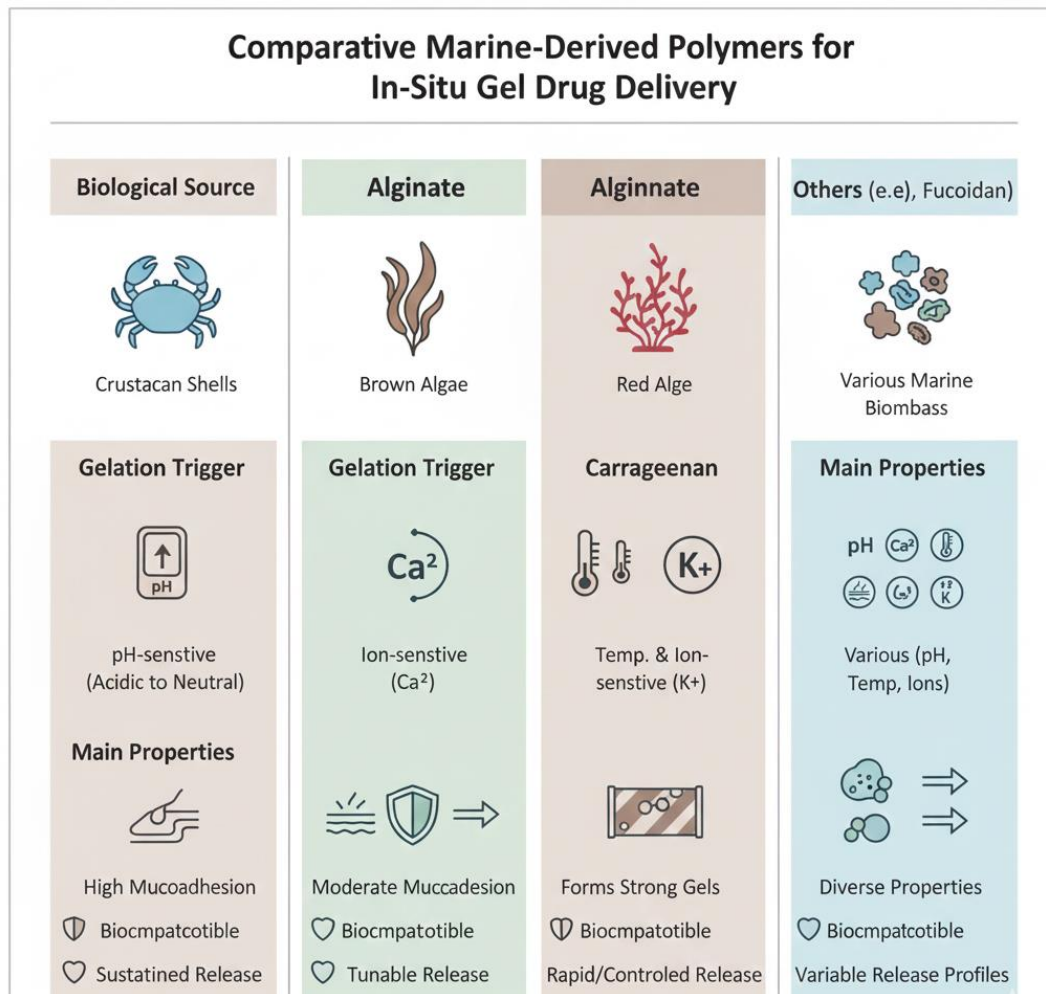 Comparative Marine-Derived Polymers for
In-Situ Gel Drug Delivery
Biological Source
Crustacan Shells
Gelation Trigger
pH
pH-senstive
(Acidic to Neutral)
Main Properties
High Mucoadhesion
Biocmpatcotible
Sustatined Release
Alginate
Brown Algae
Gelation Trigger
Ca²
Ion-senstive
(Ca²)
Moderate Muccadesion
Biocmpatotible
Tunable Release
Alginnate
Red Alge
Carrageenan
K+
Temp. & Ion-
senstive (K+)
Forms Strong Gels
Biocmpatotible
Rapid/Controled Release
Others (e.e), Fucoidan)
Various Marine
Biombass
Main Properties
pH Ca²
K
Various (pH,
Temp, Ions)
Diverse Properties
Biocmpatcotible
Variable Release Profiles